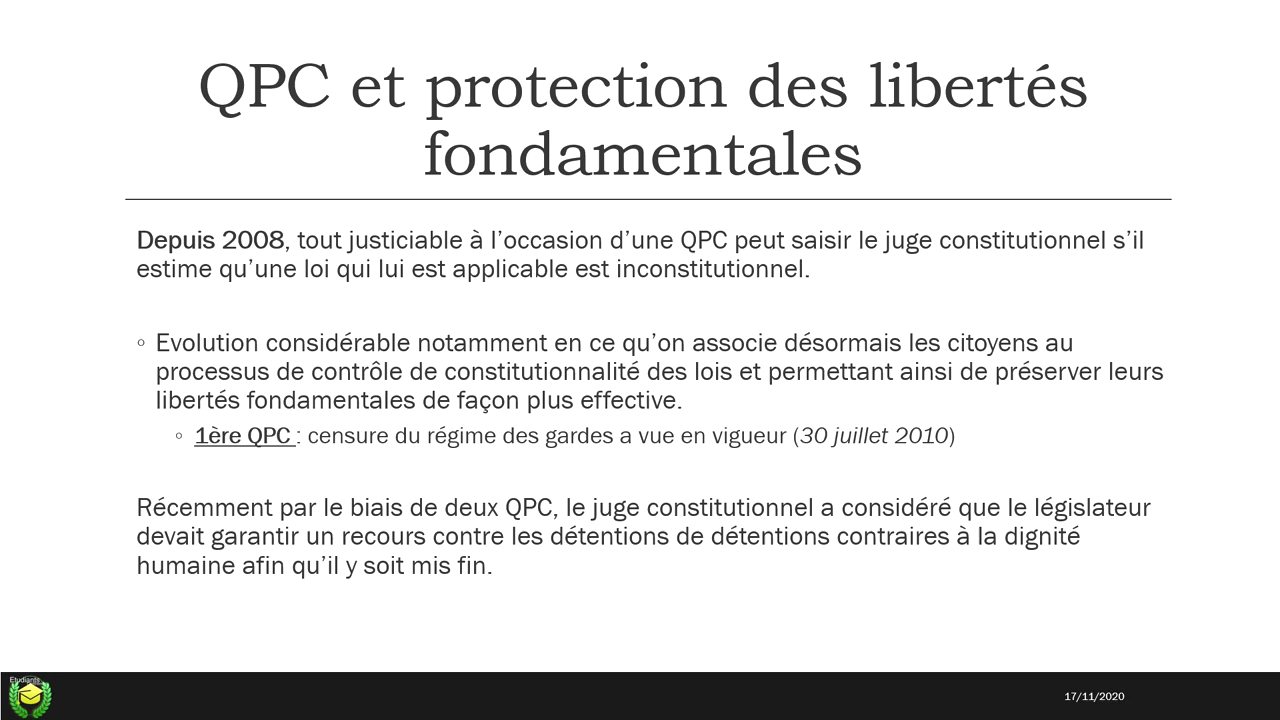 QPC et protection des libertés
fondamentales
Depuis 2008, tout justiciable à l’occasion d’une QPC peut saisir le juge constitutionnel s’il
estime qu’une loi qui lui est applicable est inconstitutionnel.
◦ Evolution considérable notamment en ce qu’on associe désormais les citoyens au
processus de contrôle de constitutionnalité des lois et permettant ainsi de préserver leurs
libertés fondamentales de façon plus effective.
◦ 1ère QPC : censure du régime des gardes a vue en vigueur (30 juillet 2010)
Récemment par le biais de deux QPC, le juge constitutionnel a considéré que le législateur
devait garantir un recours contre les détentions de détentions contraires à la dignité
humaine afin qu’il y soit mis fin.
Etudiants
17/11/2020